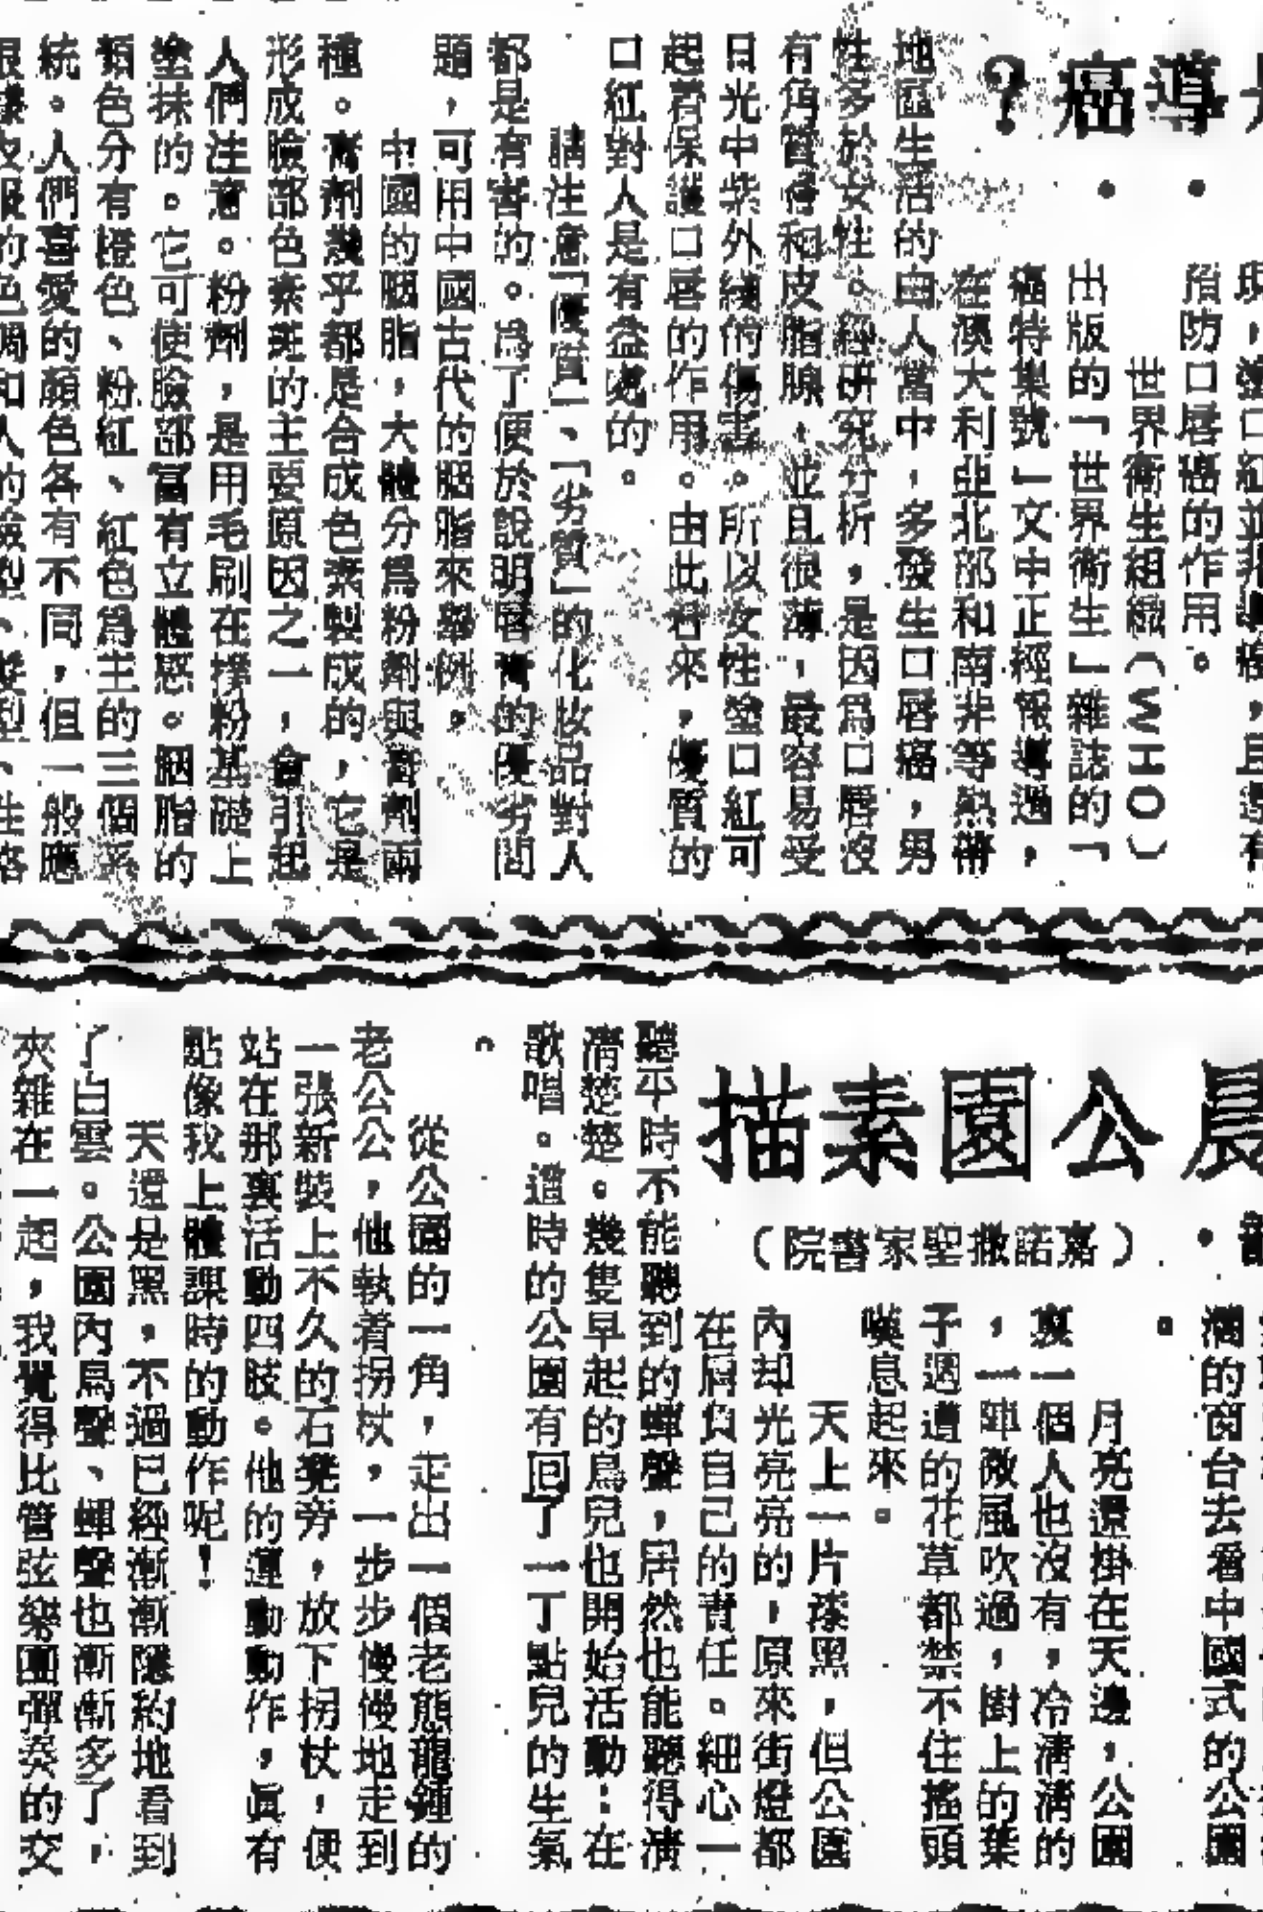 導癌？
現，塗口紅並非導癌，且還有
預防口唇癌的作用。
世界衛生組織（WHO）
出版的「世界衛生」雜誌的「
癌特集號」文中正經報導過，
在澳大利亞北部和南非等熱帶
地區生活的白人當中，多發生口唇癌，男
性多於女性。經研究分析，是因爲口唇沒
有角質層和皮脂腺，並且很薄，最容易受
日光中紫外綫的傷害。所以女性塗口紅可
起着保護口唇的作用。由此看來，優質的
口紅對人是有益處的。
請注意「優質」、「劣質」的化妝品對人
都是有害的。爲了便於說明唇膏的優劣問
題，可用中國古代的胭脂來舉例，
中國的胭脂，大體分爲粉劑與膏劑兩
種。膏劑幾乎都是合成色素製成的，它是
形成臉部色素斑的主要原因之一，會引起
人們注意。粉劑，是用毛刷在撲粉基礎上
塗抹的。它可使臉部富有立體感。胭脂的
類色分有橙色、粉紅、紅色爲主的三個系
統。人們喜愛的顏色各有不同，但一般應
服的色調和人的臉型、髮型、性格
晨公園素描
（嘉諾撒聖家書院）
的窗台去看中國式的公園
。
月亮還掛在天邊，公園
裏一個人也沒有，冷清清的
，一陣微風吹過，樹上的葉
子週遭的花草都禁不住搖頭
嘆息起來。
天上一片漆黑，但公園
內却光亮亮的，原來街燈都
在肩負自己的責任。細心一
聽平時不能聽到的蟬聲，居然也能聽得淸
清楚楚。幾隻早起的鳥兒也開始活動：在
歌唱。這時的公園有回了一丁點兒的生氣
。
從公園的一角，走出一個老態龍鍾的
老公公，他執着拐杖，一步步慢慢地走到
一張新裝上不久的石凳旁，放下拐杖，便
站在那裏活動四肢。他的運動動作，眞有
點像我上體課時的動作呢！
天還是黑，不過已經漸漸隱約地看到
了白雲。公園內鳥聲、蟬聲也漸漸多了，
夾雜在一起，我覺得比管弦樂團彈奏的交